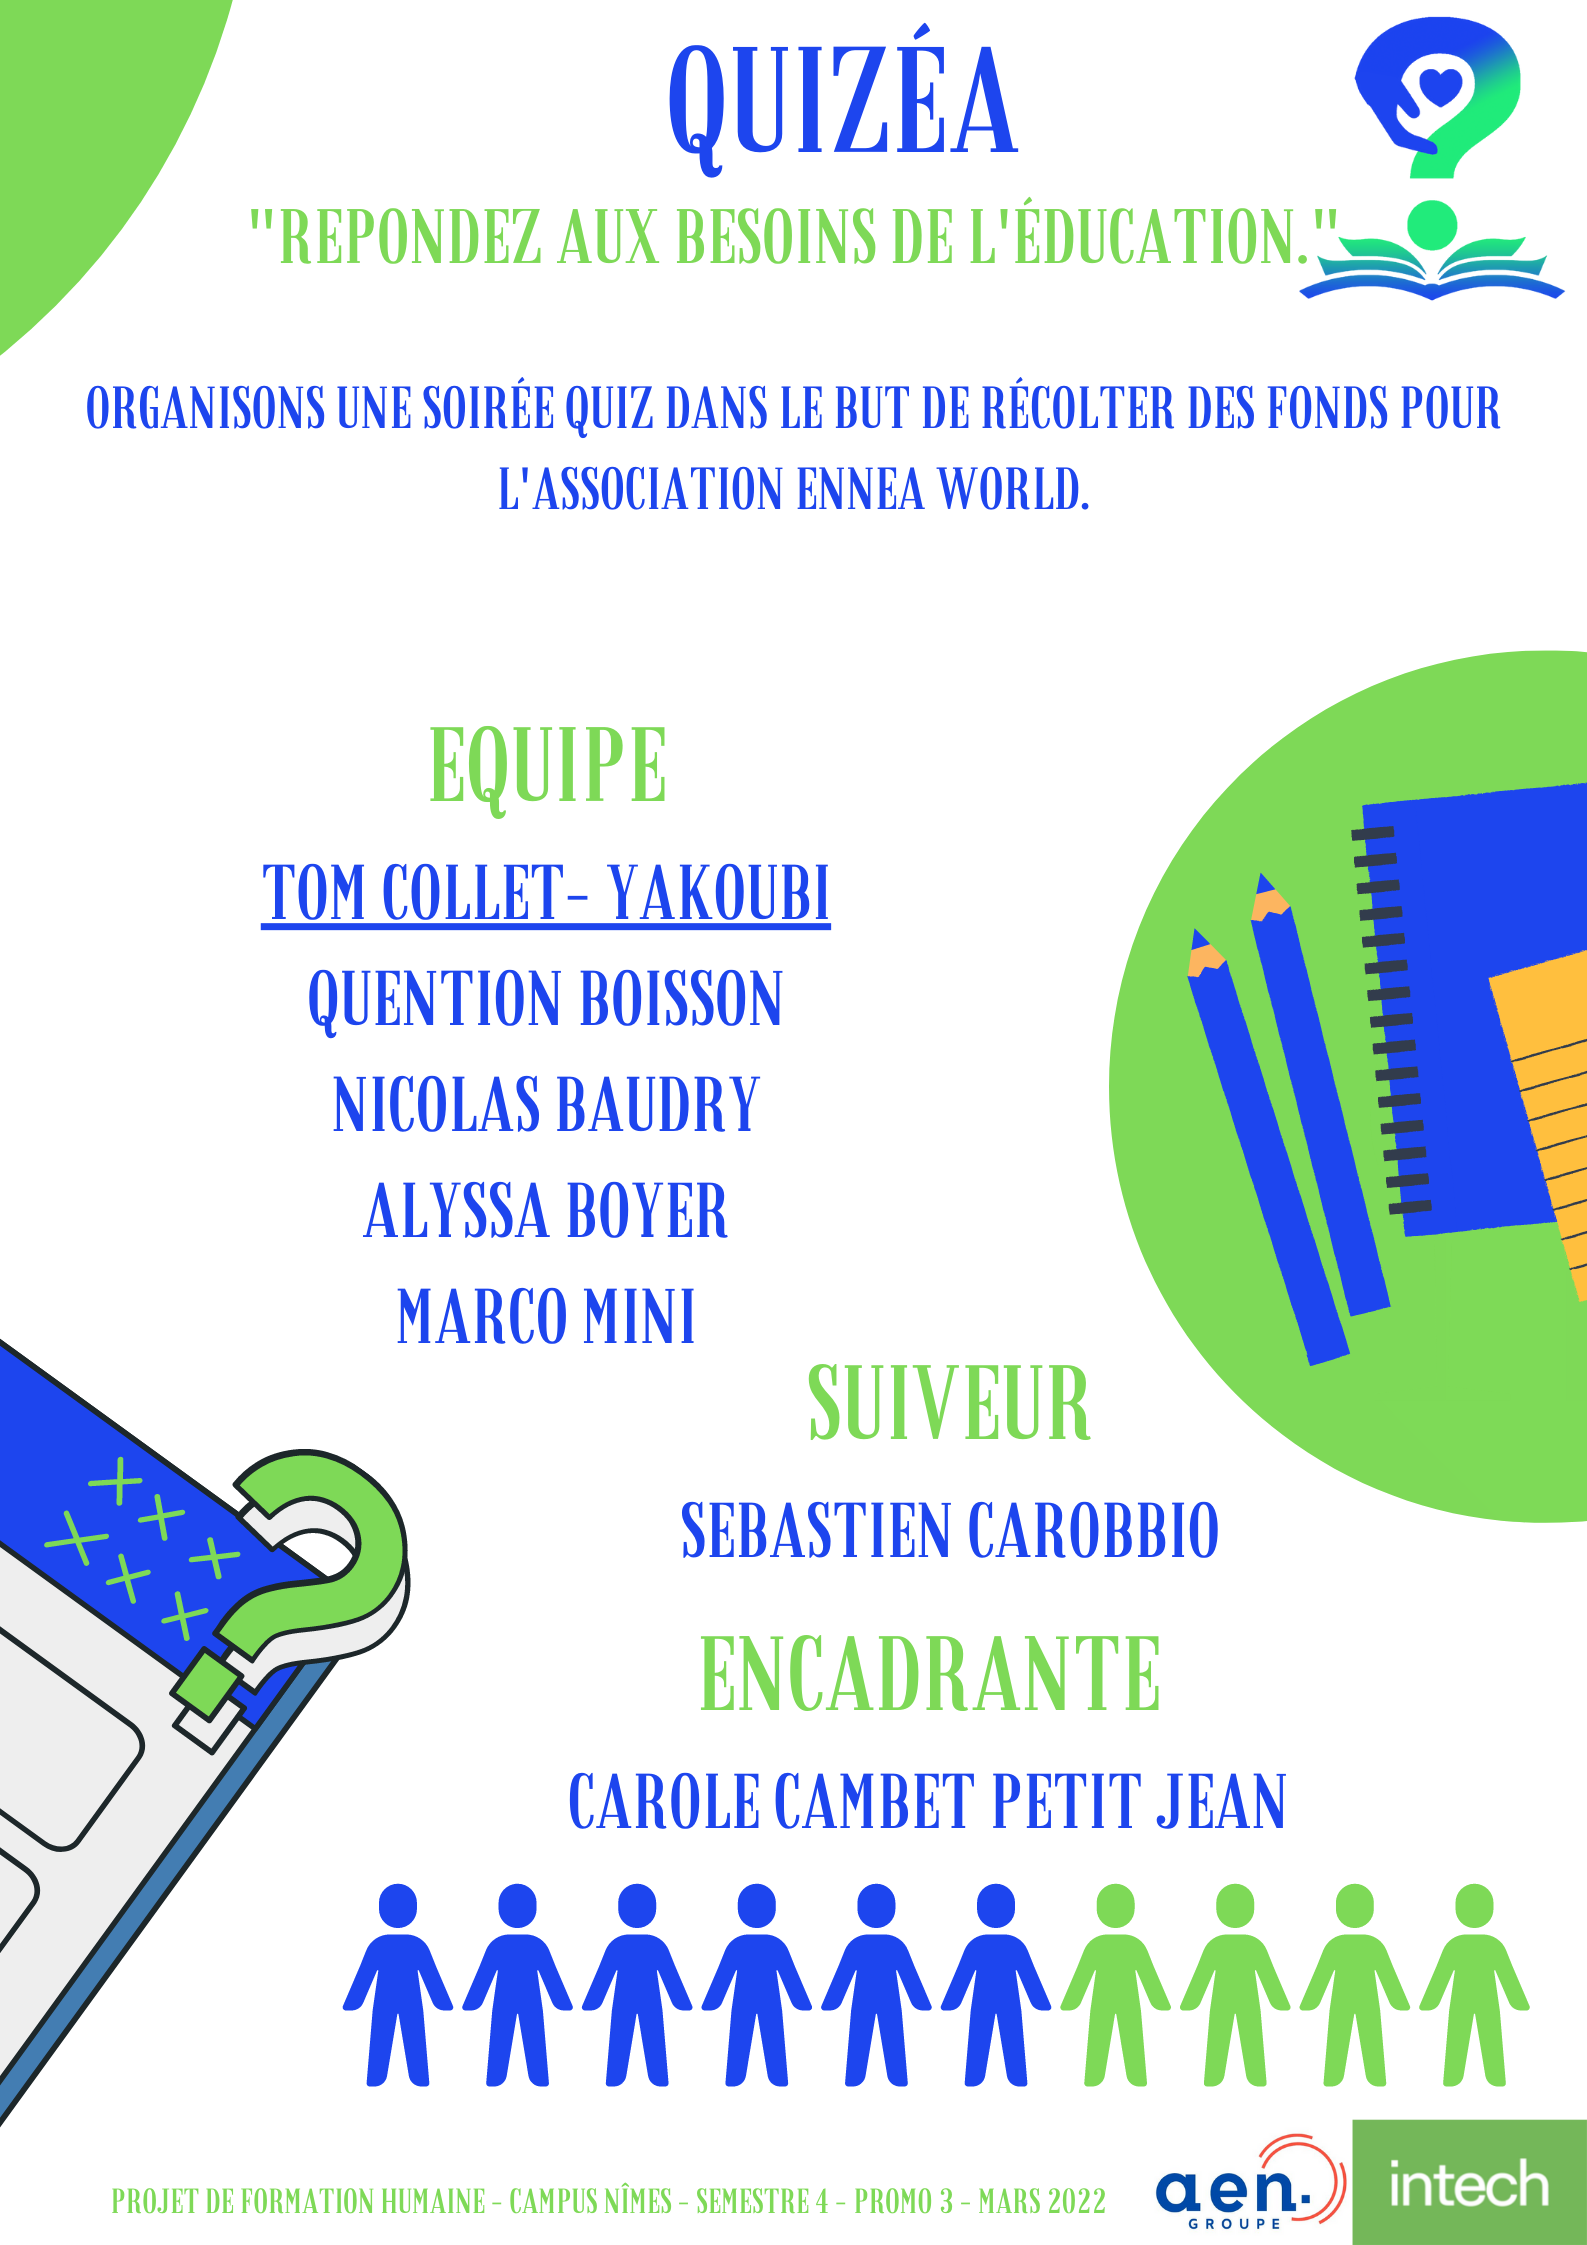 QUIZÉA
"REPONDEZ AUX BESOINS DE L'ÉDUCATION."
ORGANISONS UNE SOIRÉE QUIZ DANS LE BUT DE RÉCOLTER DES FONDS POUR
L'ASSOCIATION ENNEA WORLD.
EQUIPE
TOM COLLET- YAKOUBI
QUENTION BOISSON
NICOLAS BAUDRY
ALYSSA BOYER
MARCO MINI
SUIVEUR
SEBASTIEN CAROBBIO
ENCADRANTE
CAROLE CAMBET PETIT JEAN
PROJET DE FORMATION HUMAINE - CAMPUS NÎMES - SEMESTRE 4 - PROMO 3 - MARS 2022
aen.
GROUPE
intech